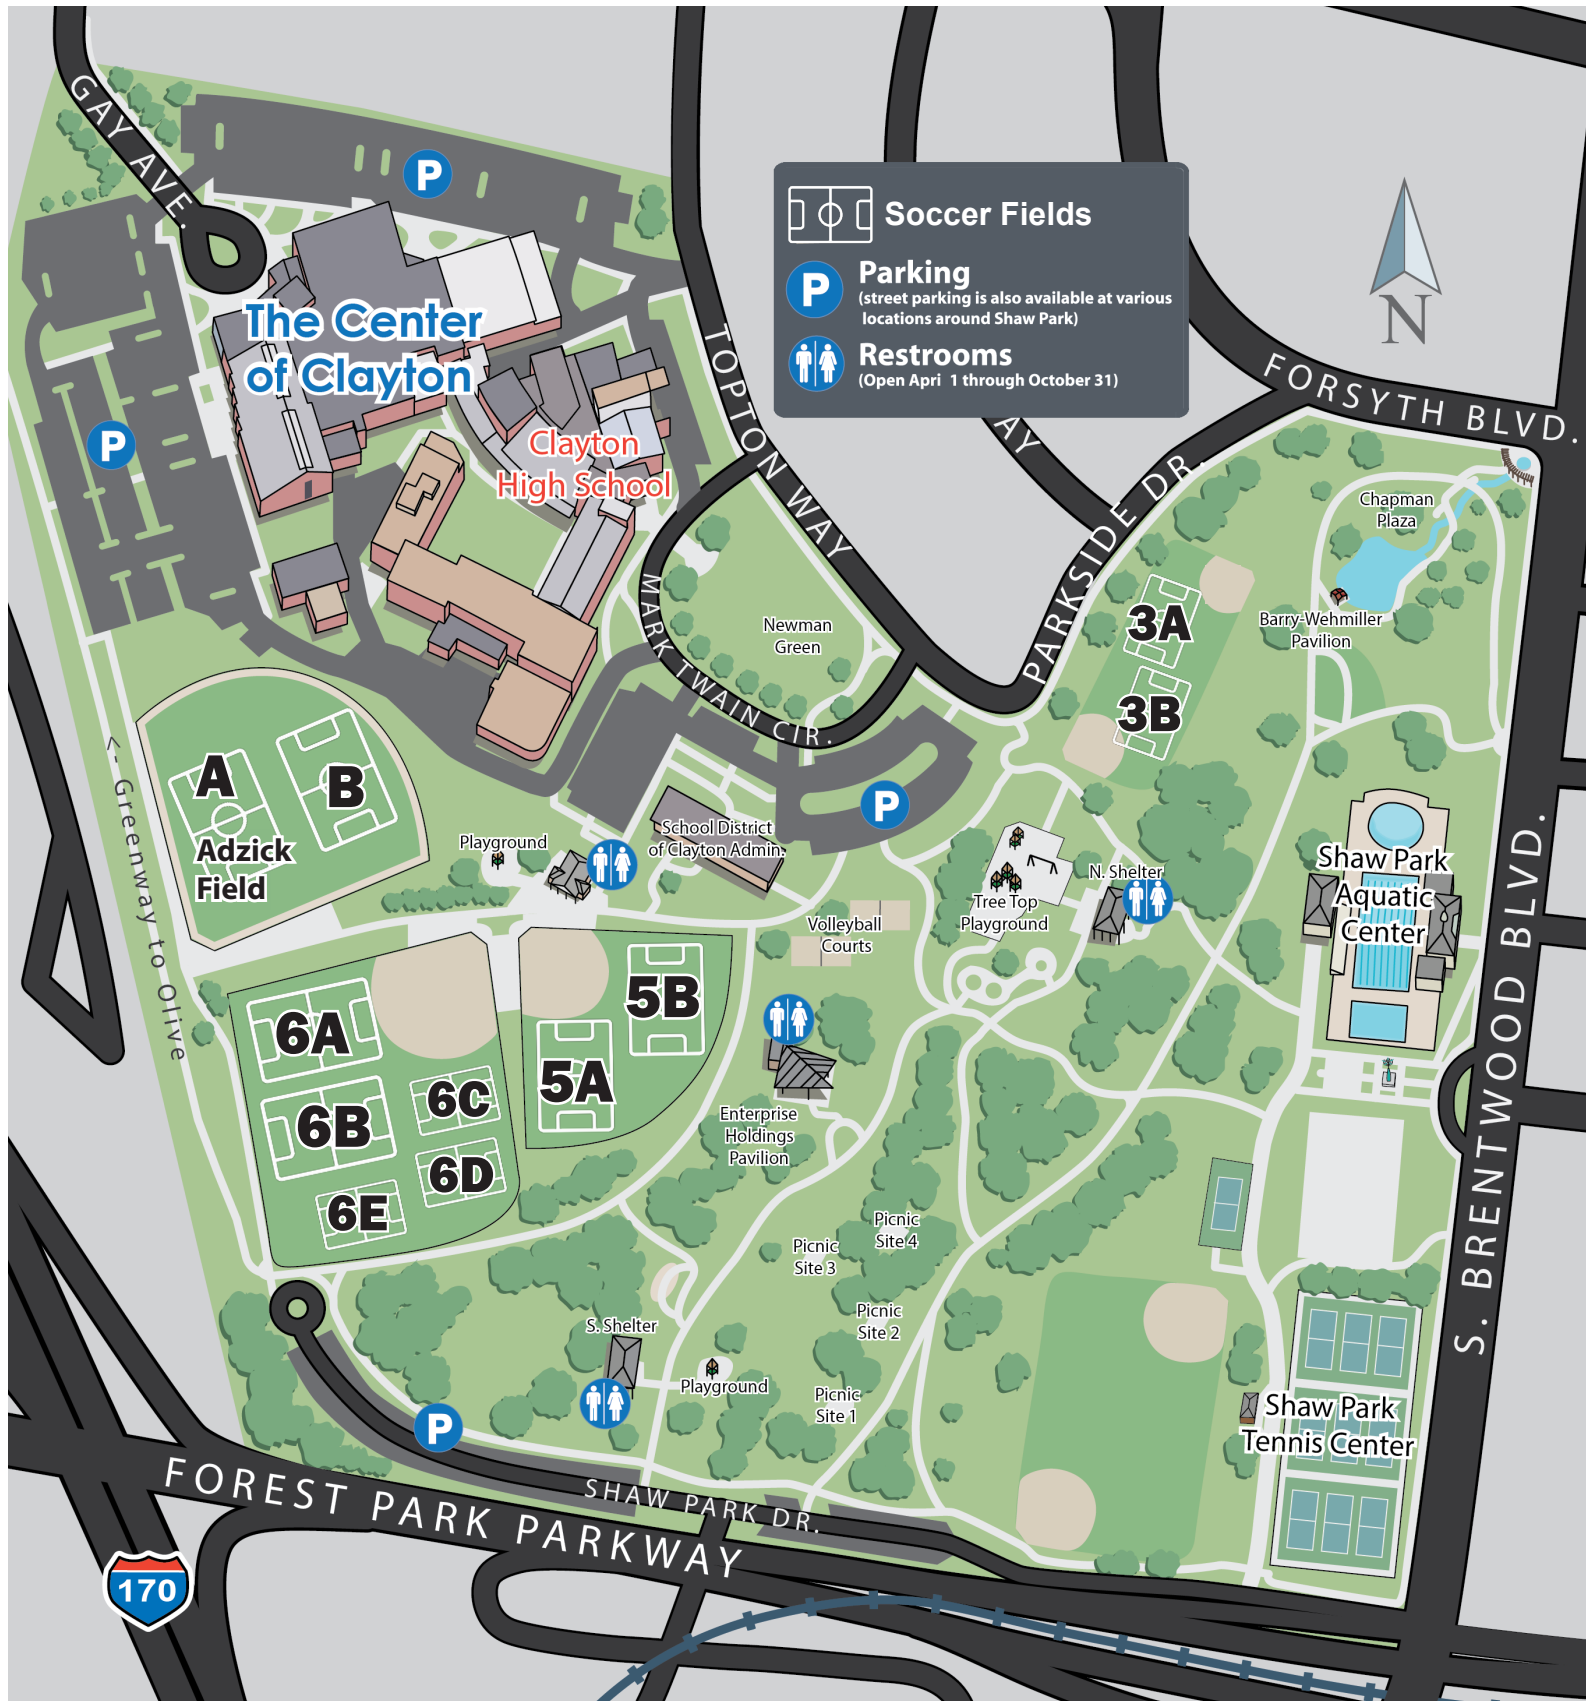 GAY AVE.
P
Soccer Fields
P
Parking
(street parking is also available at various
locations around Shaw Park)
Restrooms
(Open Apri 1 through October 31)
N
The Center
of Clayton
TOPTON WAY
AY
FORSYTH BLVD.
P
Clayton
High School
PARKSIDE DR.
Chapman
Plaza
MARK TWAIN CIR.
Newman
Green
3A
Barry-Wehmiller
Pavilion
3B
<- Greenway to Olive
A
B
Adzick
Field
Playground
School District
of Clayton Admin.
P
Shaw Park
Aquatic
Center
N. Shelter
Tree Top
Playground
Volleyball
Courts
S. BRENTWOOD BLVD.
6A
5B
6B
6C
5A
6D
6E
Enterprise
Holdings
Pavilion
Picnic
Site 4
Picnic
Site 3
Picnic
Site 2
S. Shelter
Playground
Picnic
Site 1
P
Shaw Park
Tennis Center
SHAW PARK DR.
FOREST PARK PARKWAY
170